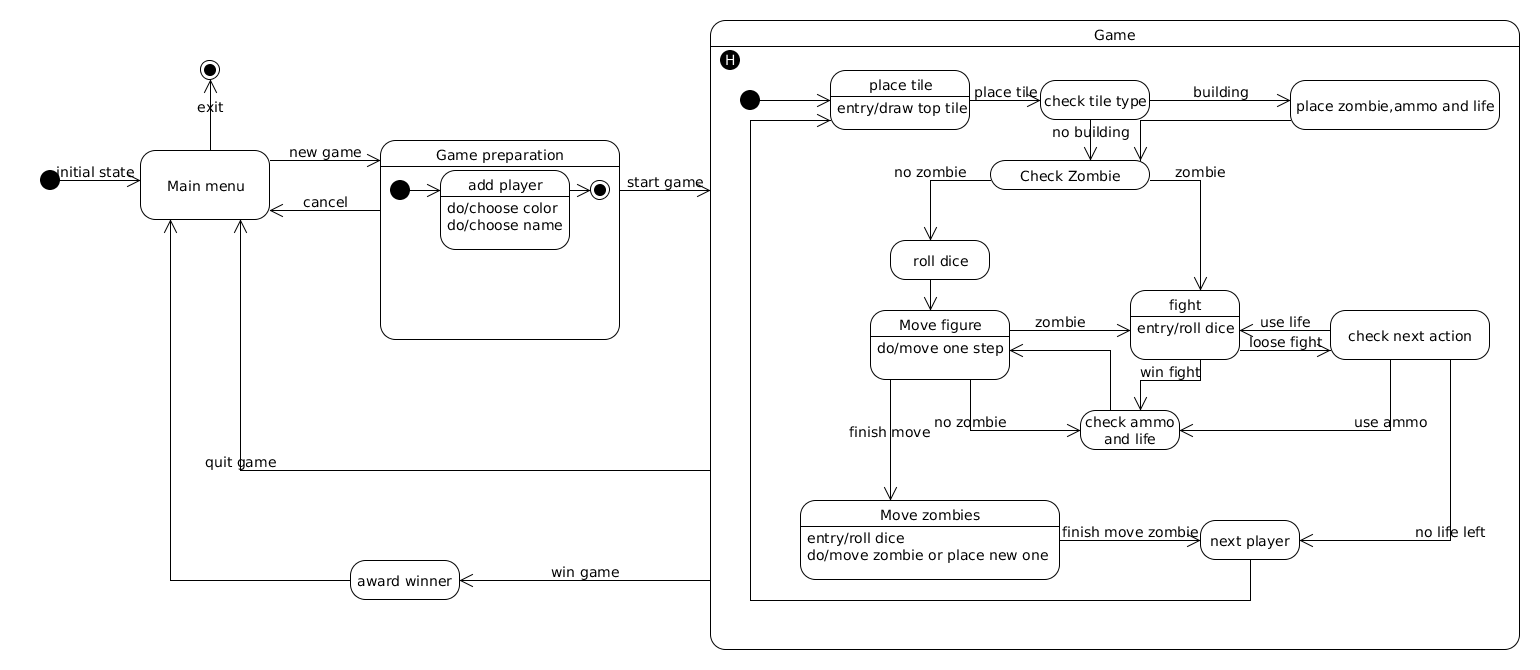 Game
H
place tile
entry/draw top tile
place tile
check tile type
building
place zombie,ammo and life
no building
exit
initial state
Main menu
new game
cancel
Game preparation
add player
do/choose color
do/choose name
start game
no zombie
Check Zombie
zombie
roll dice
Move figure
do/move one step
zombie
fight
entry/roll dice
use life
loose fight
check next action
win fight
finish move
no zombie
check ammo
and life
use ammo
quit game
Move zombies
entry/roll dice
do/move zombie or place new one
finish move zombie
next player
no life left
award winner
win game